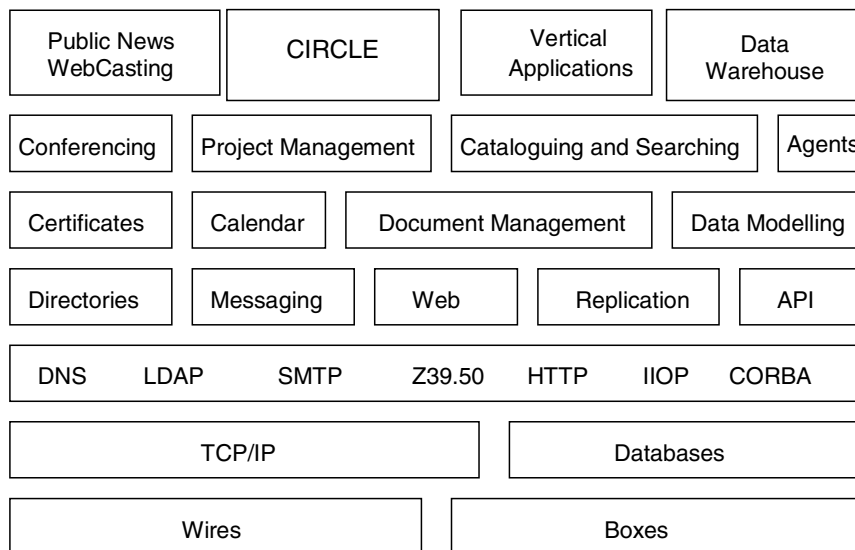 Public News
WebCasting
CIRCLE
Vertical
Applications
Data
Warehouse
Conferencing
Project Management
Cataloguing and Searching
Agents
Certificates
Calendar
Document Management
Data Modelling
Directories
Messaging
Web
Replication
API
DNS LDAP SMTP Z39.50 HTTP IIOP CORBA
TCP/IP
Databases
Wires
Boxes